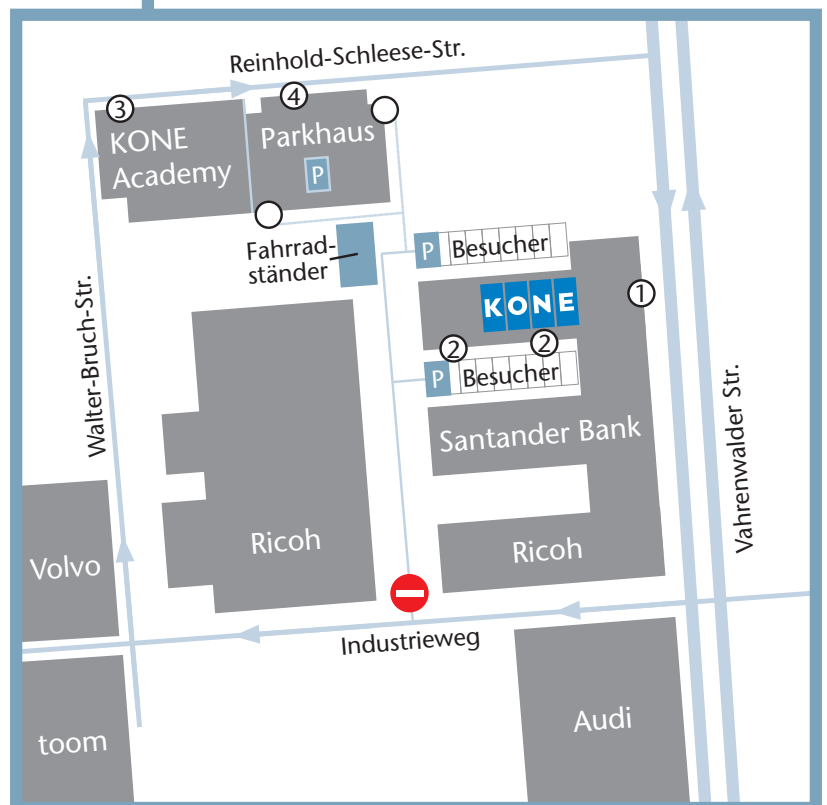 Reinhold-Schleese-Str.
3
4
KONE
Academy
Parkhaus
P
Fahrrad-
ständer
P Besucher
KONE
1
2
2
P Besucher
Walter-Bruch-Str.
Santander Bank
Vahrenwalder Str.
Ricoh
Ricoh
Volvo
Industrieweg
toom
Audi